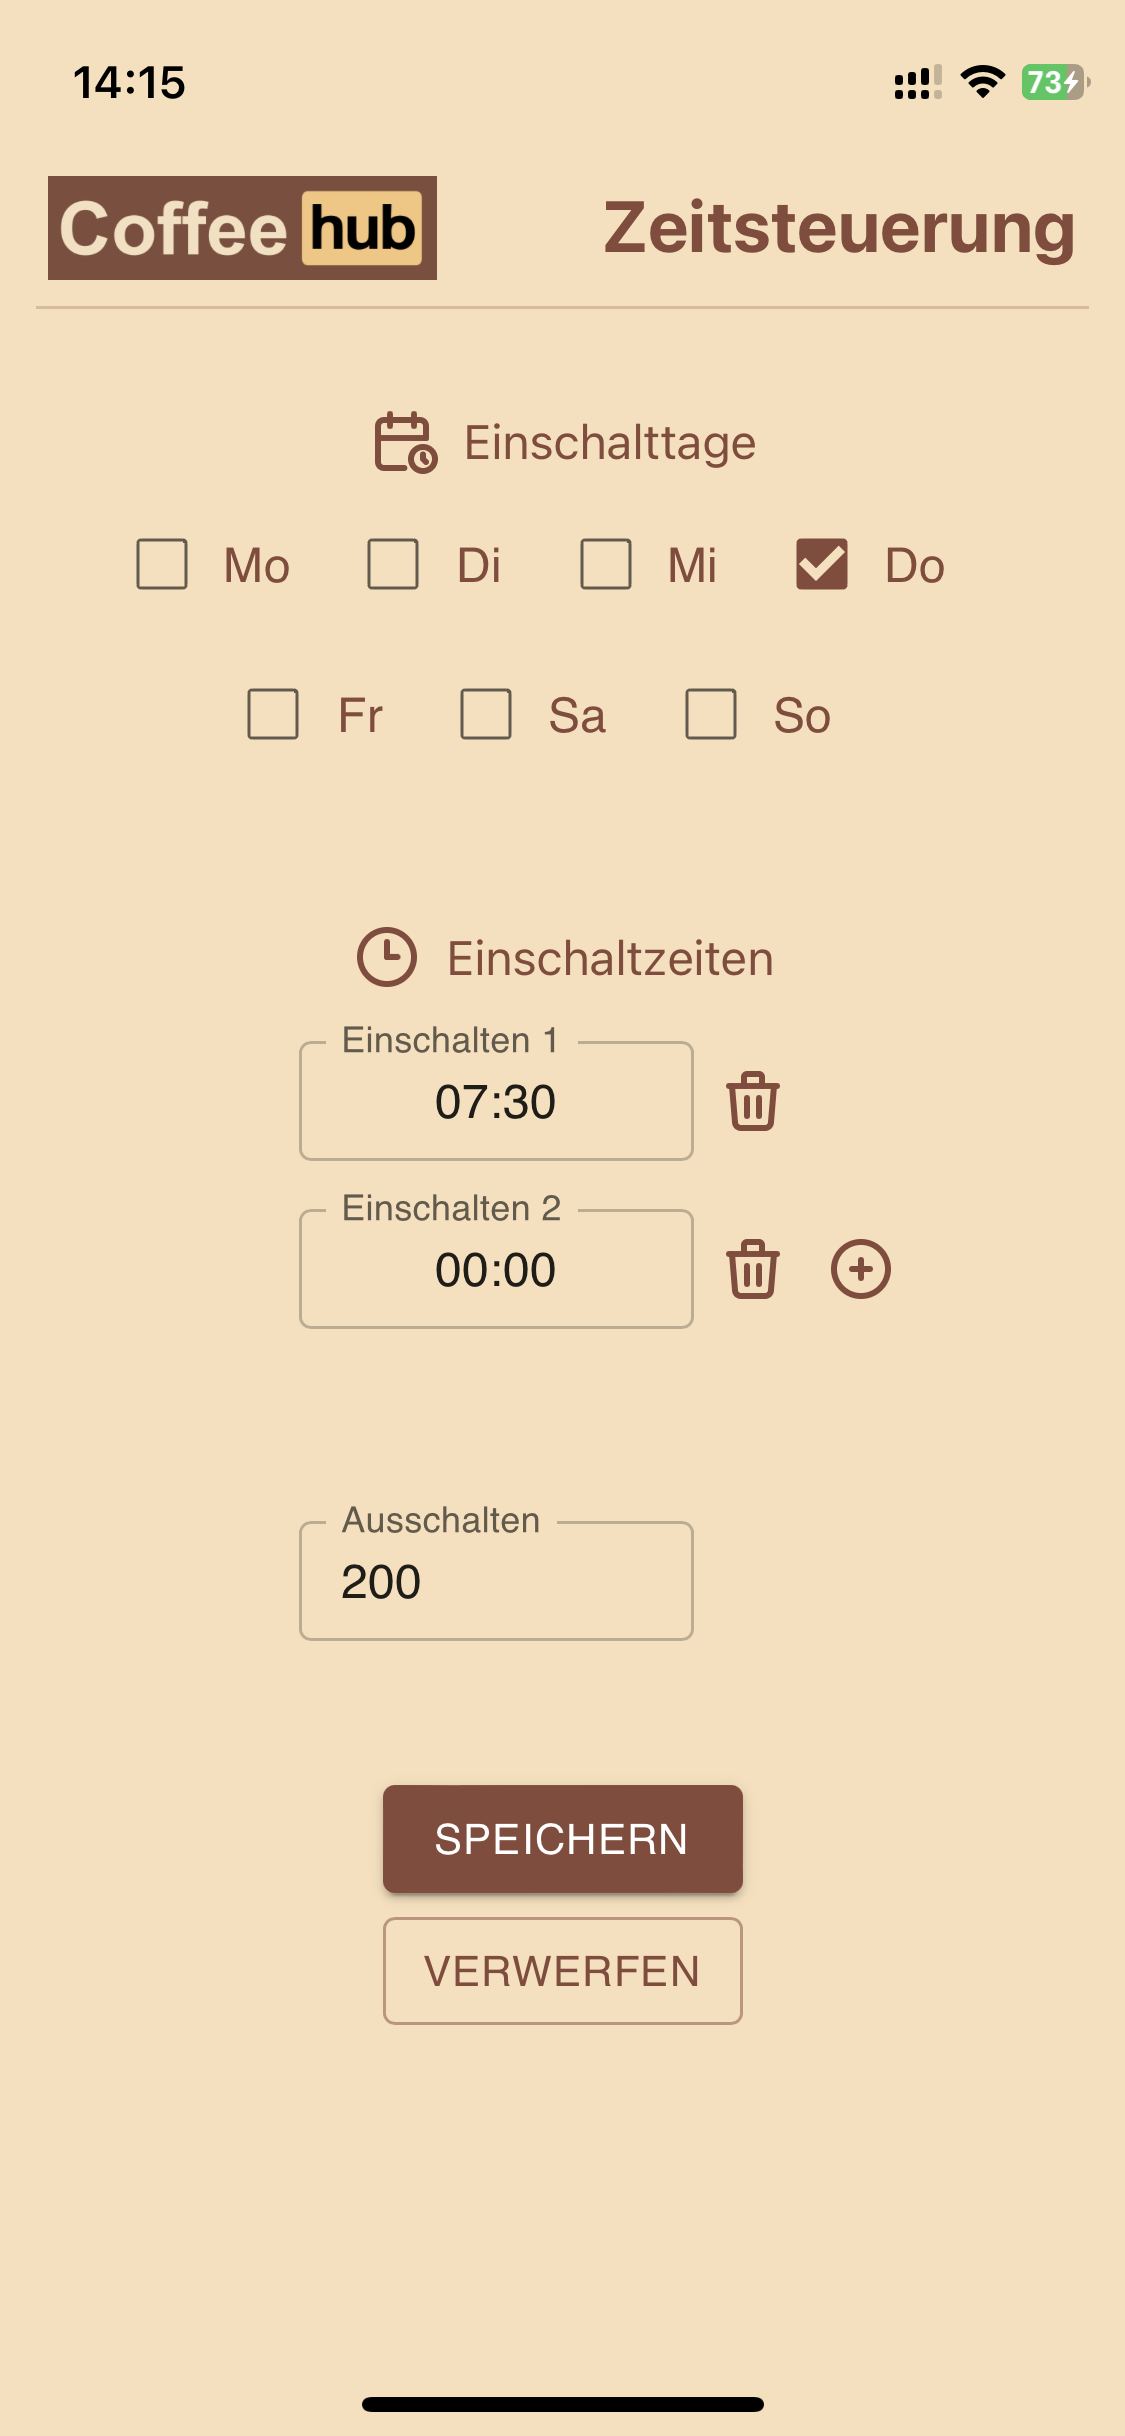 14:15
73
Coffee hub Zeitsteuerung
Einschalttage
Mo Di Mi Do
Fr Sa So
Einschaltzeiten
Einschalten 1
07:30
Einschalten 2
00:00
Ausschalten
200
SPEICHERN
VERWERFEN